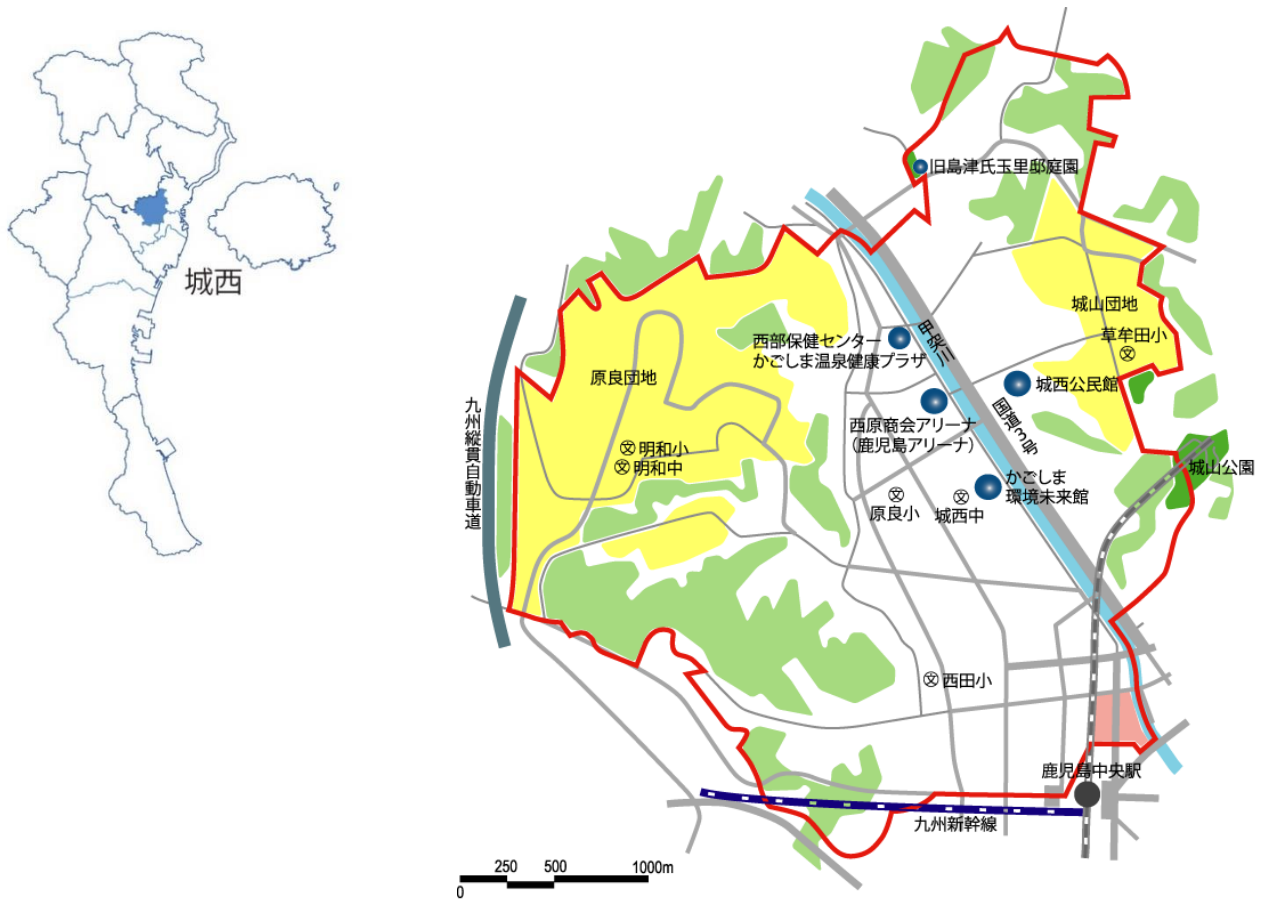 城西
旧島津氏玉里邸庭園
城山団地
草牟田小
甲突川
西部保健センター
かごしま温泉健康プラザ
城西公民館
原良団地
国道3号
西原商会アリーナ
（鹿児島アリーナ）
九州縦貫自動車道
明和小
明和中
城山公園
かごしま
環境未来館
原良小
城西中
西田小
鹿児島中央駅
九州新幹線
0
250
500
1000m